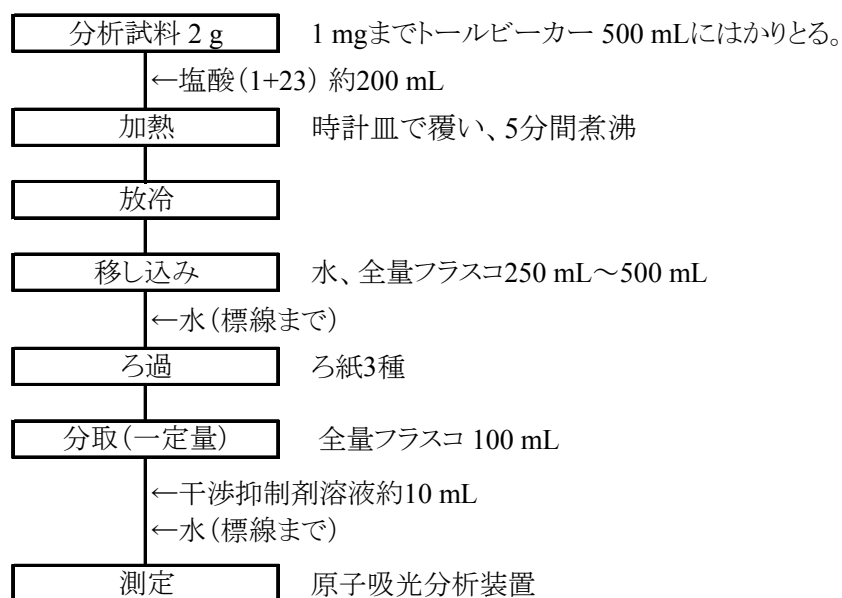 分析試料 2 g 1 mgまでトールビーカー 500 mLにはかりとる。
←塩酸(1+23) 約200 mL
加熱 時計皿で覆い、5分間煮沸
放冷
移し込み 水、全量フラスコ250 mL～500 mL
←水(標線まで)
ろ過 ろ紙3種
分取(一定量) 全量フラスコ 100 mL
←干渉抑制剤溶液約10 mL
←水(標線まで)
測定 原子吸光分析装置